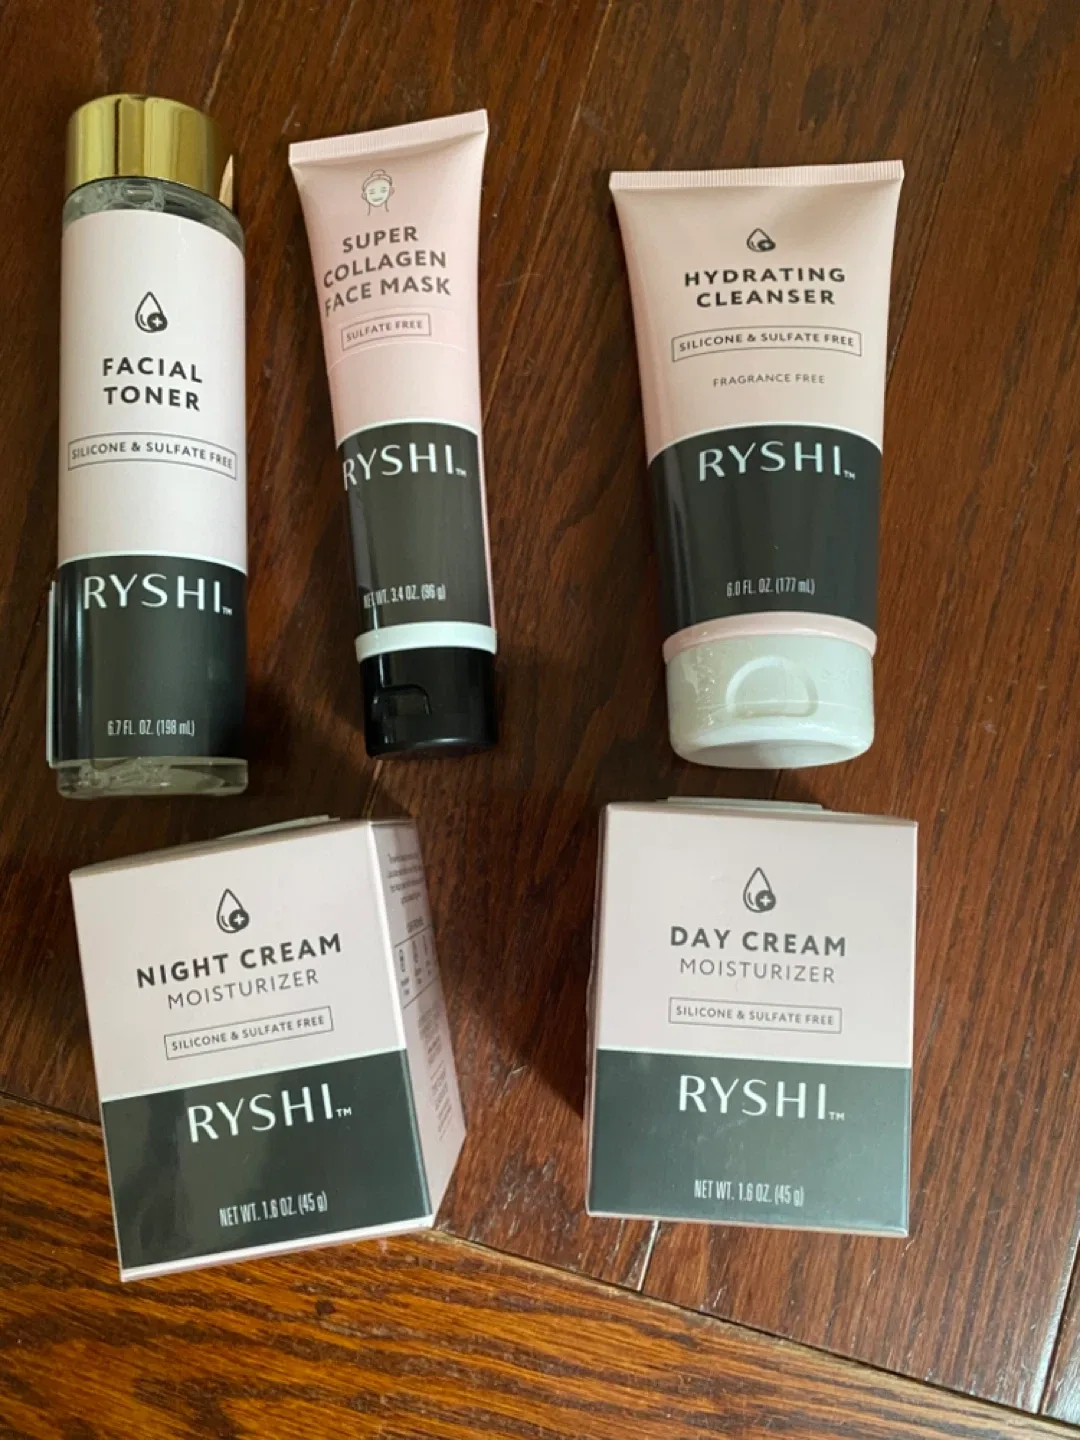 FACIAL
TONER
SILICONE & SULFATE FREE
RYSHI™
6.7 FL. OZ. (198 mL)
SUPER
COLLAGEN
FACE MASK
SULFATE FREE
RYSHI™
NET WT. 3.4 OZ. (96 g)
HYDRATING
CLEANSER
SILICONE & SULFATE FREE
FRAGRANCE FREE
RYSHI™
6.0 FL. OZ. (177 mL)
NIGHT CREAM
MOISTURIZER
SILICONE & SULFATE FREE
RYSHI™
NET WT. 1.6 OZ. (45 g)
DAY CREAM
MOISTURIZER
SILICONE & SULFATE FREE
RYSHI™
NET WT. 1.6 OZ. (45 g)